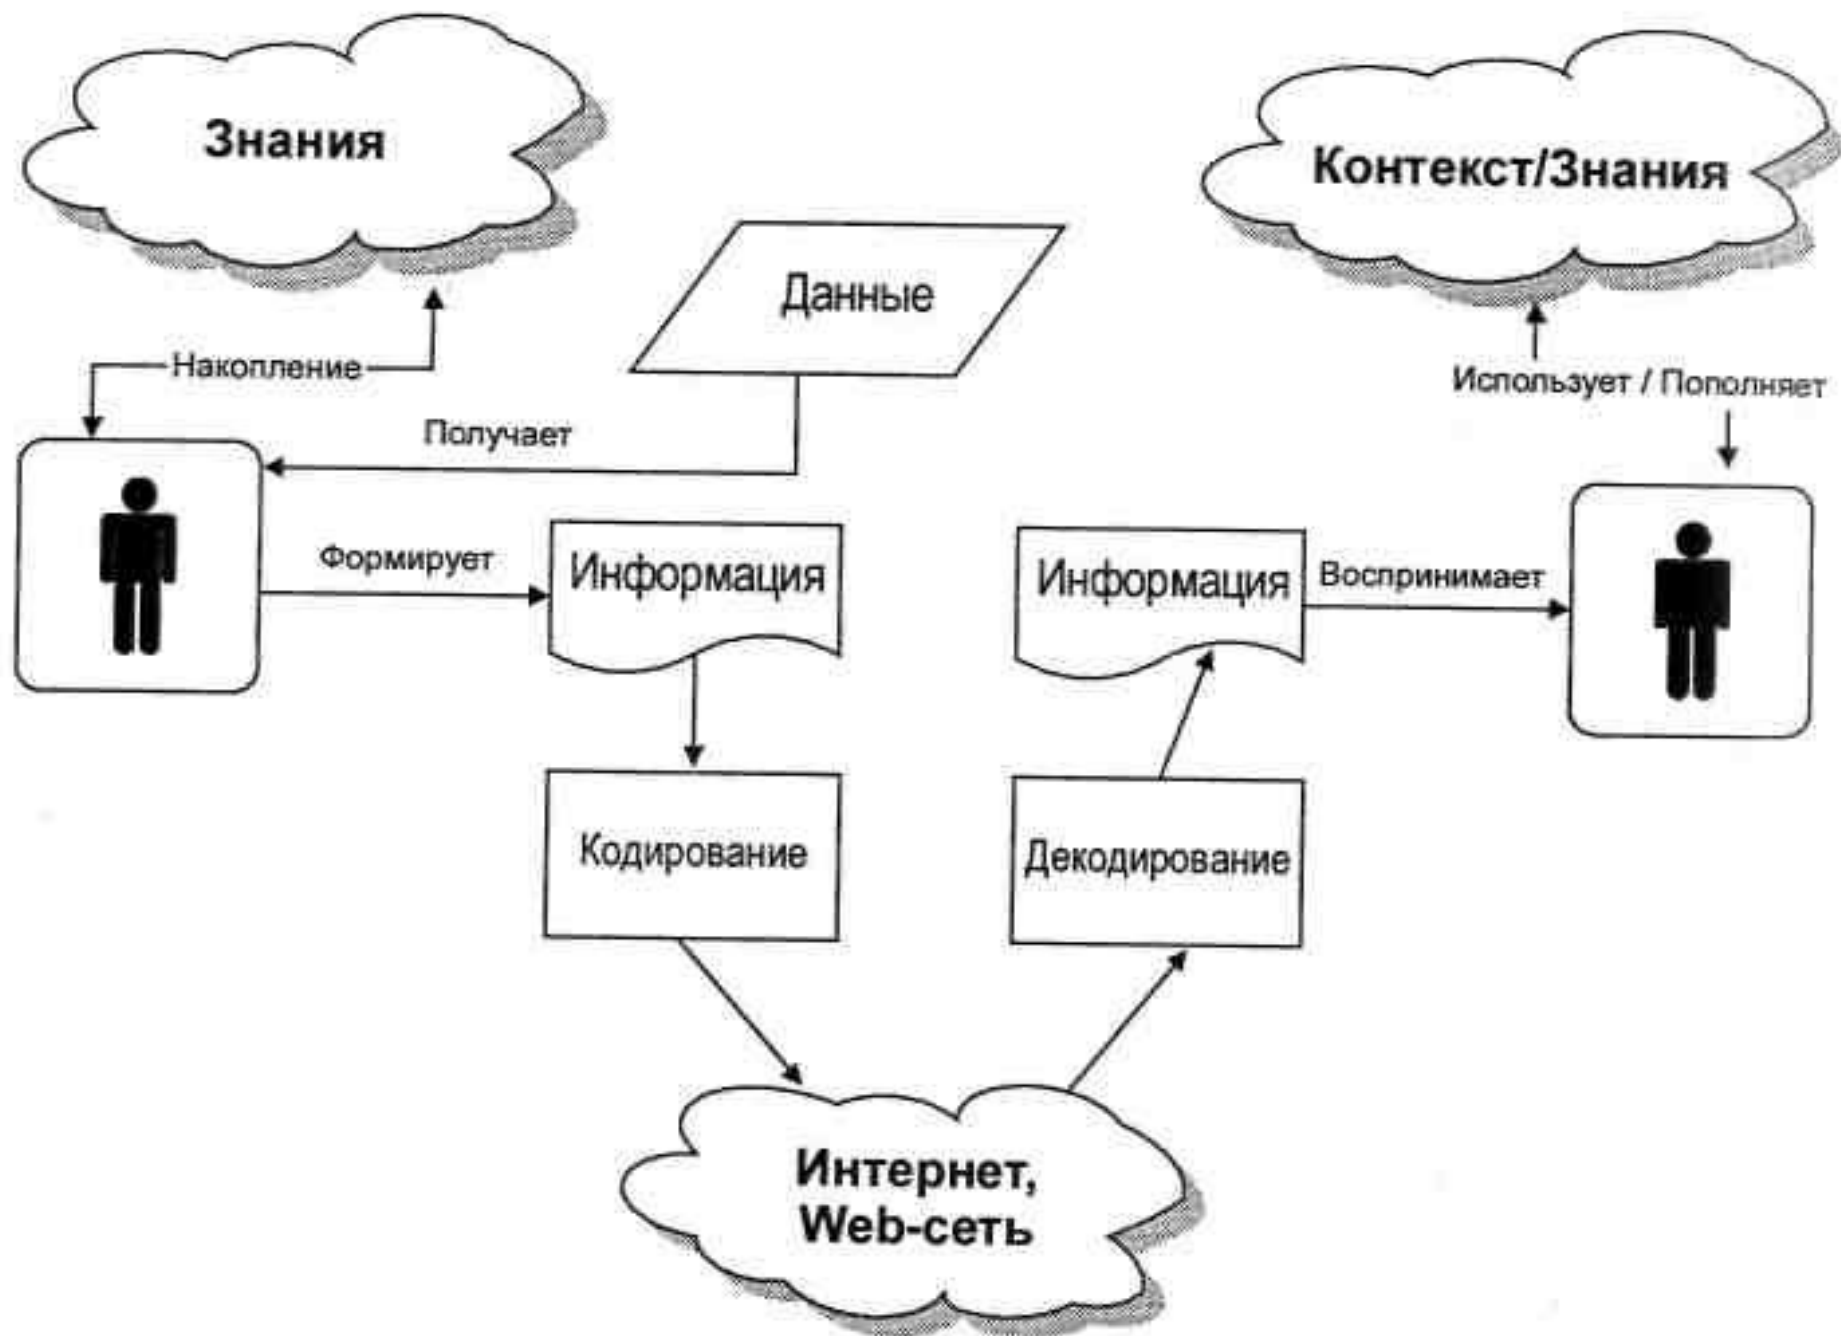 Знания
Контекст/Знания
Данные
Накопление
Использует / Пополняет
Получает
Формирует
Информация
Информация
Воспринимает
Кодирование
Декодирование
Интернет,
Web-сеть